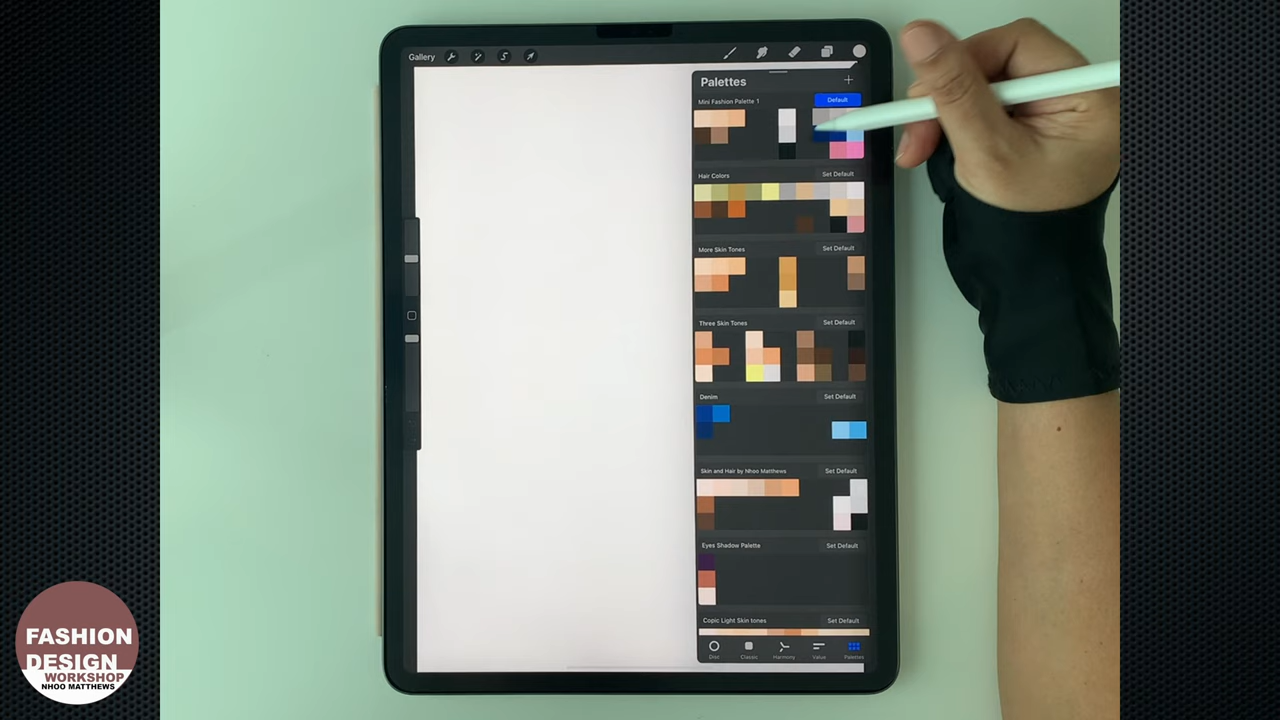 Gallery
Palettes
Mini Fashion Palette 1
Default
Hair Colors
Set Default
More Skin Tones
Set Default
Three Skin Tones
Set Default
Denim
Set Default
Skin and Hair by Nhoo Matthews
Set Default
Eyes Shadow Palette
Set Default
Copic Light Skin tones
Set Default
Disc
Classic
Harmony
Value
Palettes
FASHION
DESIGN
WORKSHOP
NHOO MATTHEWS